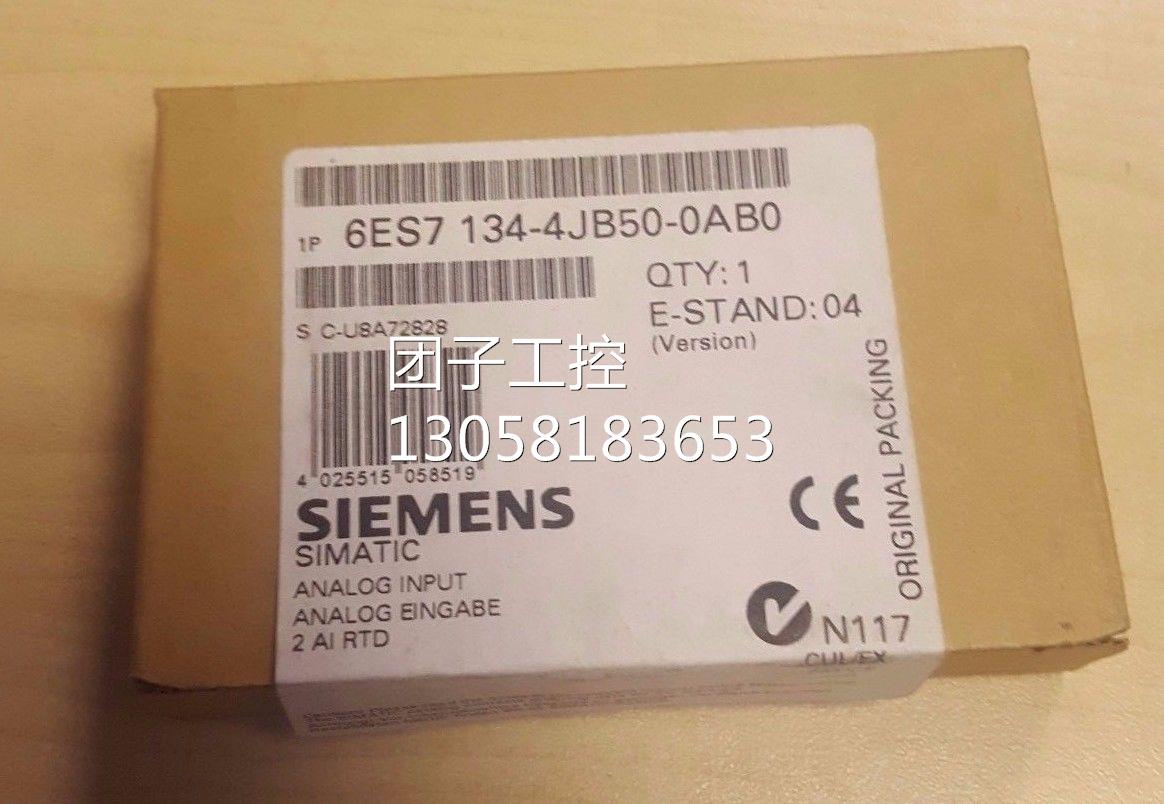 1P 6ES7 134-4JB50-0AB0
QTY: 1
E-STAND: 04
(Version)
S C-U8A72828
团子工控
13058183653
4 025515 058519
SIEMENS
SIMATIC
ANALOG INPUT
ANALOG EINGABE
2 AI RTD
ORIGINAL PACKING
CE
N117